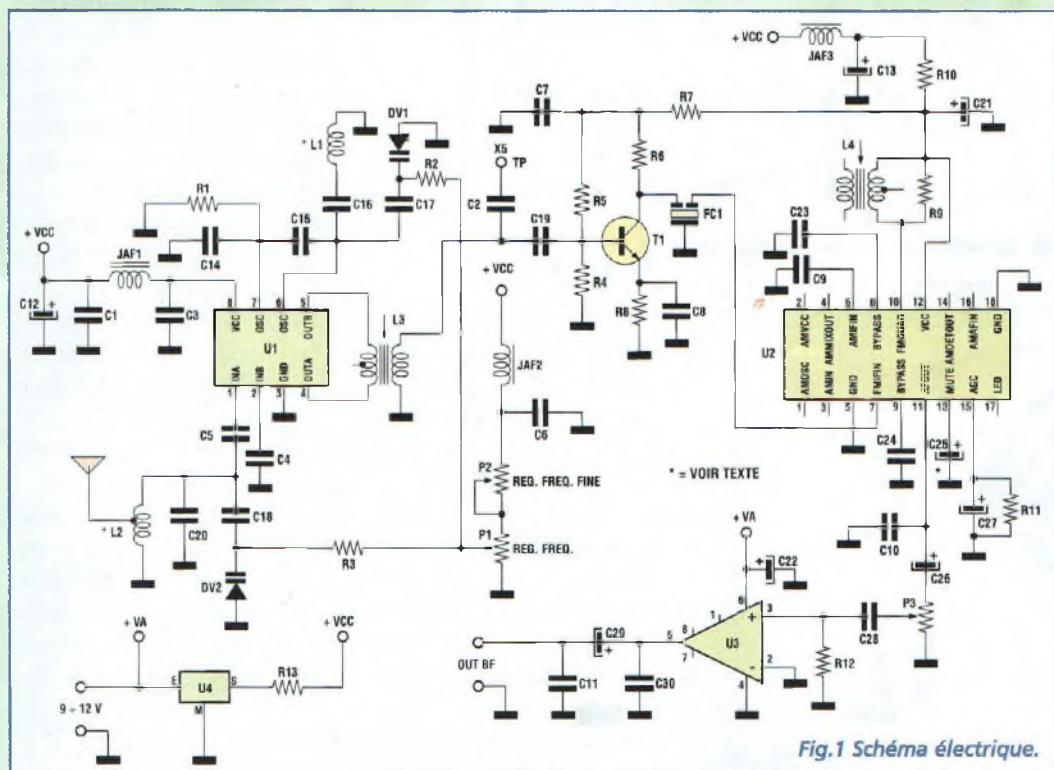 + VCC
JAF3
C13
R10
C7
R7
C21
DV1
* L1
X5
TP
R2
R6
L4
R1
R5
C23
R9
C16
C17
C2
FC1
+ VCC
C15
C19
T1
C9
JAF1
C14
R4
+ VCC
R8
C8
C12
C1
C3
8 7 6 5
VCC OSC OSC OUTB
U1
INA INB GND OUTA
1 2 3 4
L3
2 4 6 8 10 12 14 16 18
AMVCC AMMIXOUT AMIFIN BYPASS FMQUAD VCC AMDETOUT AMAFIN GND
U2
AMOSC AMIN GND FMIFIN BYPASS MUTE AGC LED
1 3 5 7 9 11 13 15 17
JAF2
C5
C4
C6
C24
C25
*
* = VOIR TEXTE
P2
REG. FREQ. FINE
C27
R11
* L2
C20
C18
+ VA
P1
REG. FREQ.
R3
C10
C26
C22
DV2
P3
+ VA
+ VCC
6 3
1
8
5
7
U3
2
4
C28
C29
OUT BF
R12
R13
E U4 S
M
C11
C30
9 ÷ 12 V
Fig.1 Schéma électrique.